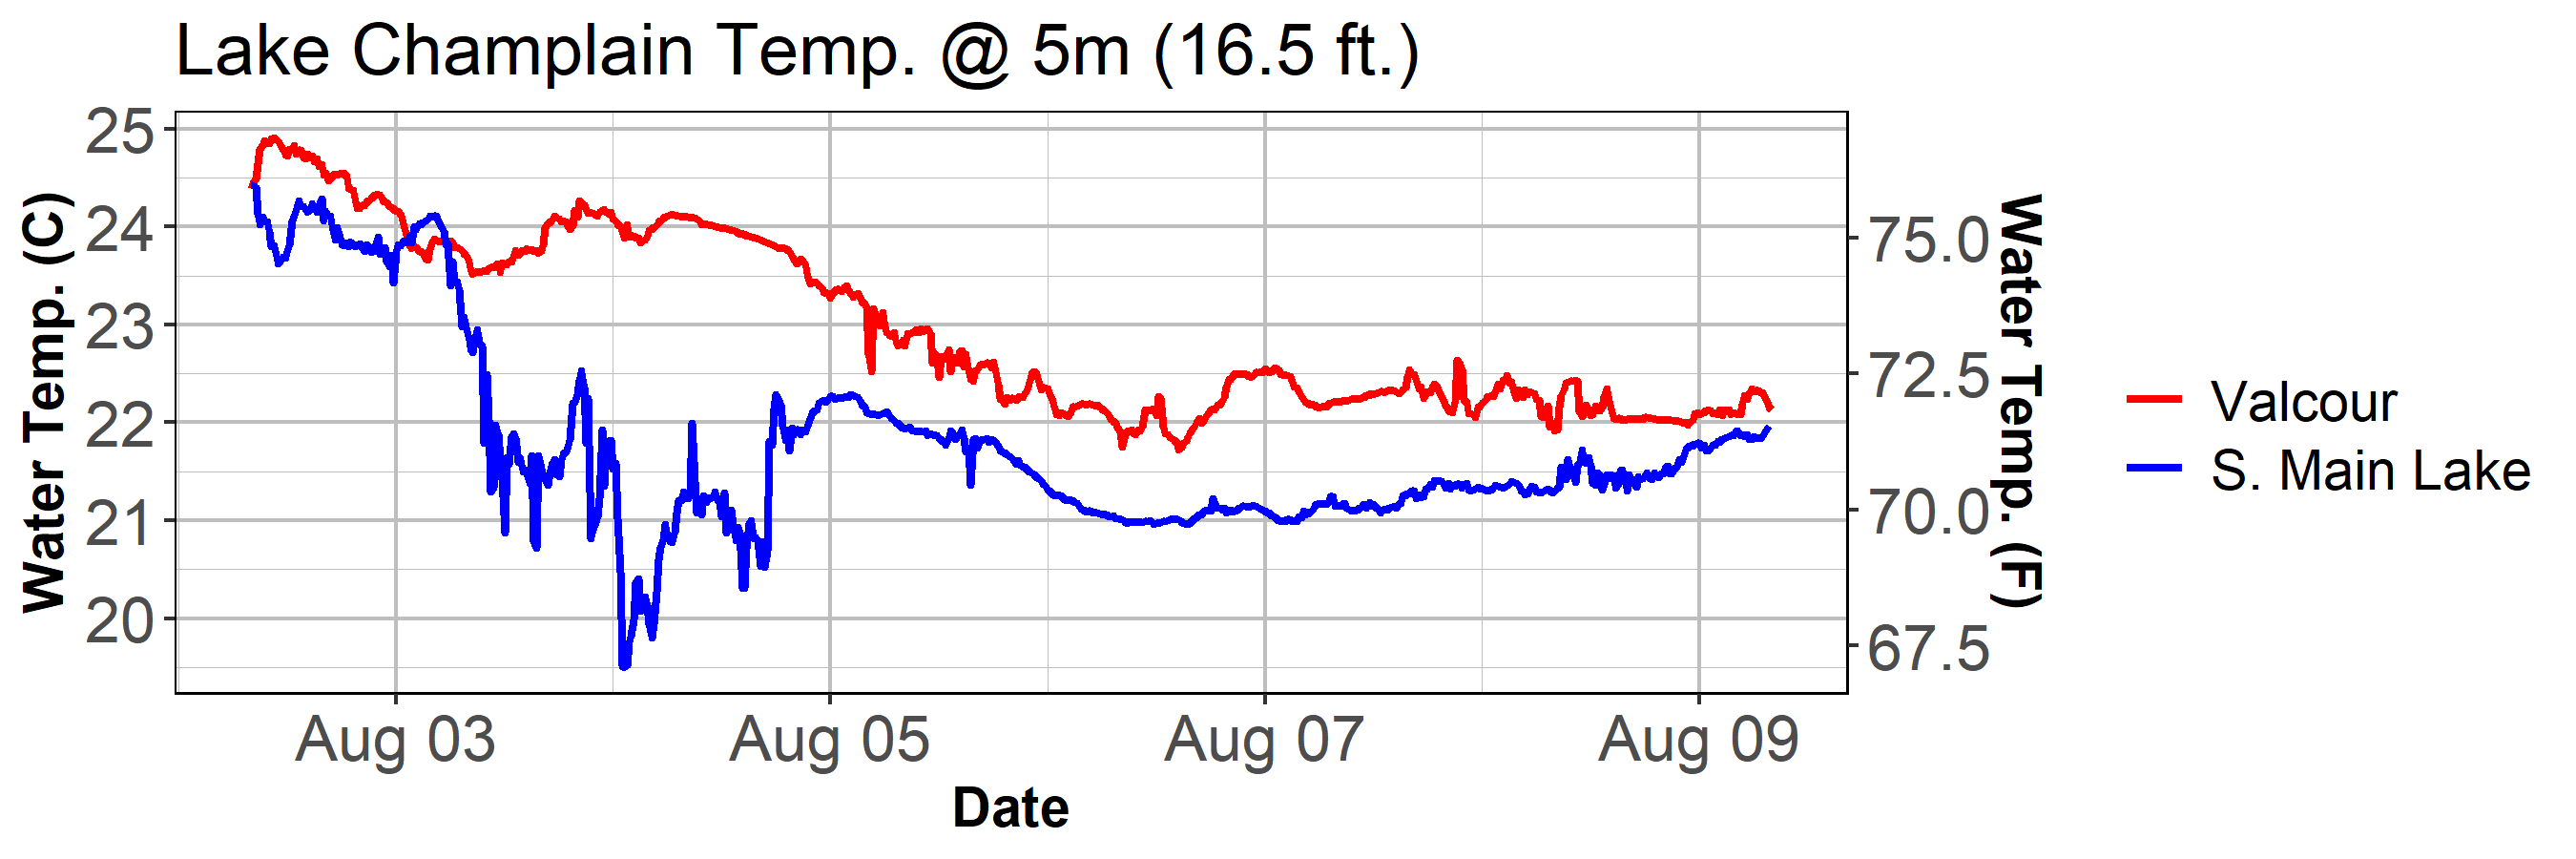 Lake Champlain Temp. @ 5m (16.5 ft.)
Water Temp. (C)
25
24
23
22
21
20
75.0
72.5
70.0
67.5
Water Temp. (F)
Aug 03
Aug 05
Aug 07
Aug 09
Date
Valcour
S. Main Lake